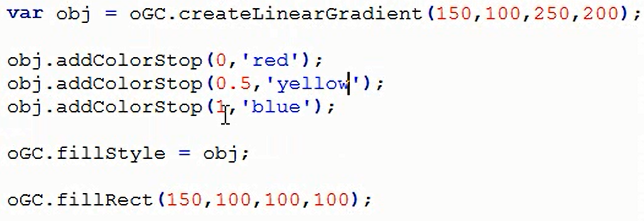 var obj = oGC.createLinearGradient(150,100,250,200);
obj.addColorStop(0,'red');
obj.addColorStop(0.5,'yellow');
obj.addColorStop(1,'blue');
oGC.fillStyle = obj;
oGC.fillRect(150,100,100,100);